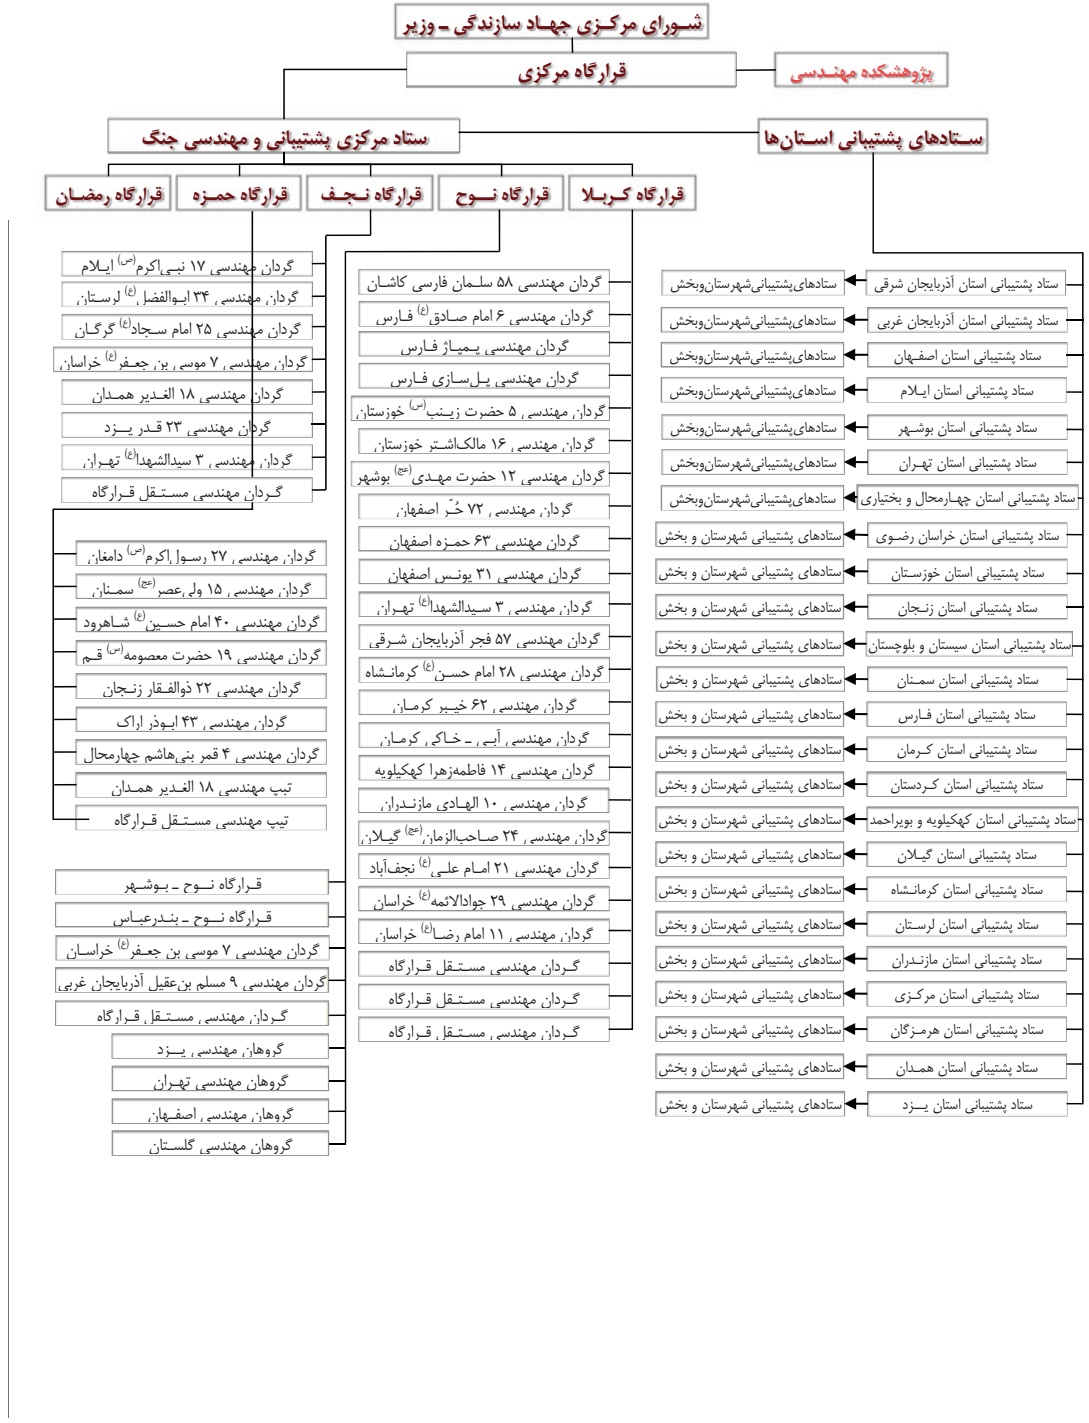 شورای مرکزی جهاد سازندگی ـ وزیر
قرارگاه مرکزی
پژوهشکده مهندسی
ستادهای پشتیبانی استان‌ها
ستاد مرکزی پشتیبانی و مهندسی جنگ
قرارگاه کربلا
قرارگاه نوح
قرارگاه نجف
قرارگاه حمزه
قرارگاه رمضان
ستاد پشتیبانی استان آذربایجان شرقی
ستادهای پشتیبانی شهرستان وبخش
ستاد پشتیبانی استان آذربایجان غربی
ستادهای پشتیبانی شهرستان وبخش
ستاد پشتیبانی استان اصفهان
ستادهای پشتیبانی شهرستان وبخش
ستاد پشتیبانی استان ایلام
ستادهای پشتیبانی شهرستان وبخش
ستاد پشتیبانی استان بوشهر
ستادهای پشتیبانی شهرستان وبخش
ستاد پشتیبانی استان تهران
ستادهای پشتیبانی شهرستان وبخش
ستاد پشتیبانی استان چهارمحال و بختیاری
ستادهای پشتیبانی شهرستان وبخش
ستاد پشتیبانی استان خراسان رضوی
ستادهای پشتیبانی شهرستان و بخش
ستاد پشتیبانی استان خوزستان
ستادهای پشتیبانی شهرستان و بخش
ستاد پشتیبانی استان زنجان
ستادهای پشتیبانی شهرستان و بخش
ستاد پشتیبانی استان سیستان و بلوچستان
ستادهای پشتیبانی شهرستان و بخش
ستاد پشتیبانی استان سمنان
ستادهای پشتیبانی شهرستان و بخش
ستاد پشتیبانی استان فارس
ستادهای پشتیبانی شهرستان و بخش
ستاد پشتیبانی استان کرمان
ستادهای پشتیبانی شهرستان و بخش
ستاد پشتیبانی استان کردستان
ستادهای پشتیبانی شهرستان و بخش
ستاد پشتیبانی استان کهکیلویه و بویراحمد
ستادهای پشتیبانی شهرستان و بخش
ستاد پشتیبانی استان گیلان
ستادهای پشتیبانی شهرستان و بخش
ستاد پشتیبانی استان کرمانشاه
ستادهای پشتیبانی شهرستان و بخش
ستاد پشتیبانی استان لرستان
ستادهای پشتیبانی شهرستان و بخش
ستاد پشتیبانی استان مازندران
ستادهای پشتیبانی شهرستان و بخش
ستاد پشتیبانی استان مرکزی
ستادهای پشتیبانی شهرستان و بخش
ستاد پشتیبانی استان هرمزگان
ستادهای پشتیبانی شهرستان و بخش
ستاد پشتیبانی استان همدان
ستادهای پشتیبانی شهرستان و بخش
ستاد پشتیبانی استان یزد
ستادهای پشتیبانی شهرستان و بخش
گردان مهندسی ۵۸ سلمان فارسی کاشان
گردان مهندسی ۶ امام صادق(ع) فارس
گردان مهندسی پمپاژ فارس
گردان مهندسی پل‌سازی فارس
گردان مهندسی ۵ حضرت زینب(س) خوزستان
گردان مهندسی ۱۶ مالک‌اشتر خوزستان
گردان مهندسی ۱۲ حضرت مهدی(عج) بوشهر
گردان مهندسی ۷۲ حُرّ اصفهان
گردان مهندسی ۶۳ حمزه اصفهان
گردان مهندسی ۳۱ یونس اصفهان
گردان مهندسی ۳ سیدالشهدا(ع) تهران
گردان مهندسی ۵۷ فجر آذربایجان شرقی
گردان مهندسی ۲۸ امام حسن(ع) کرمانشاه
گردان مهندسی ۶۲ خیبر کرمان
گردان مهندسی آبی ـ خاکی کرمان
گردان مهندسی ۱۴ فاطمه‌زهرا کهکیلویه
گردان مهندسی ۱۰ الهادی مازندران
گردان مهندسی ۲۴ صاحب‌الزمان(عج) گیلان
گردان مهندسی ۲۱ امام علی(ع) نجف‌آباد
گردان مهندسی ۲۹ جوادالائمه(ع) خراسان
گردان مهندسی ۱۱ امام رضا(ع) خراسان
گردان مهندسی مستقل قرارگاه
گردان مهندسی مستقل قرارگاه
گردان مهندسی مستقل قرارگاه
گردان مهندسی ۱۷ نبی‌اکرم(ص) ایلام
گردان مهندسی ۳۴ ابوالفضل(ع) لرستان
گردان مهندسی ۲۵ امام سجاد(ع) گرگان
گردان مهندسی ۷ موسی بن جعفر(ع) خراسان
گردان مهندسی ۱۸ الغدیر همدان
گردان مهندسی ۲۳ قدر یزد
گردان مهندسی ۳ سیدالشهدا(ع) تهران
گردان مهندسی مستقل قرارگاه
گردان مهندسی ۲۷ رسول‌اکرم(ص) دامغان
گردان مهندسی ۱۵ ولی‌عصر(عج) سمنان
گردان مهندسی ۴۰ امام حسین(ع) شاهرود
گردان مهندسی ۱۹ حضرت معصومه(س) قم
گردان مهندسی ۲۲ ذوالفقار زنجان
گردان مهندسی ۴۳ ابوذر اراک
گردان مهندسی ۴ قمر بنی‌هاشم چهارمحال
تیپ مهندسی ۱۸ الغدیر همدان
تیپ مهندسی مستقل قرارگاه
قرارگاه نوح ـ بوشهر
قرارگاه نوح ـ بندرعباس
گردان مهندسی ۷ موسی بن جعفر(ع) خراسان
گردان مهندسی ۹ مسلم بن‌عقیل آذربایجان غربی
گردان مهندسی مستقل قرارگاه
گروهان مهندسی یزد
گروهان مهندسی تهران
گروهان مهندسی اصفهان
گروهان مهندسی گلستان